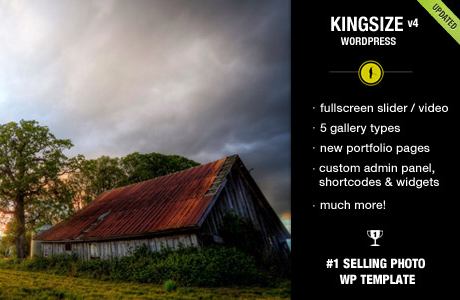 UPDATED
KINGSIZE v4
WORDPRESS
· fullscreen slider / video
· 5 gallery types
· new portfolio pages
· custom admin panel,
shortcodes & widgets
· much more!
1
#1 SELLING PHOTO
WP TEMPLATE